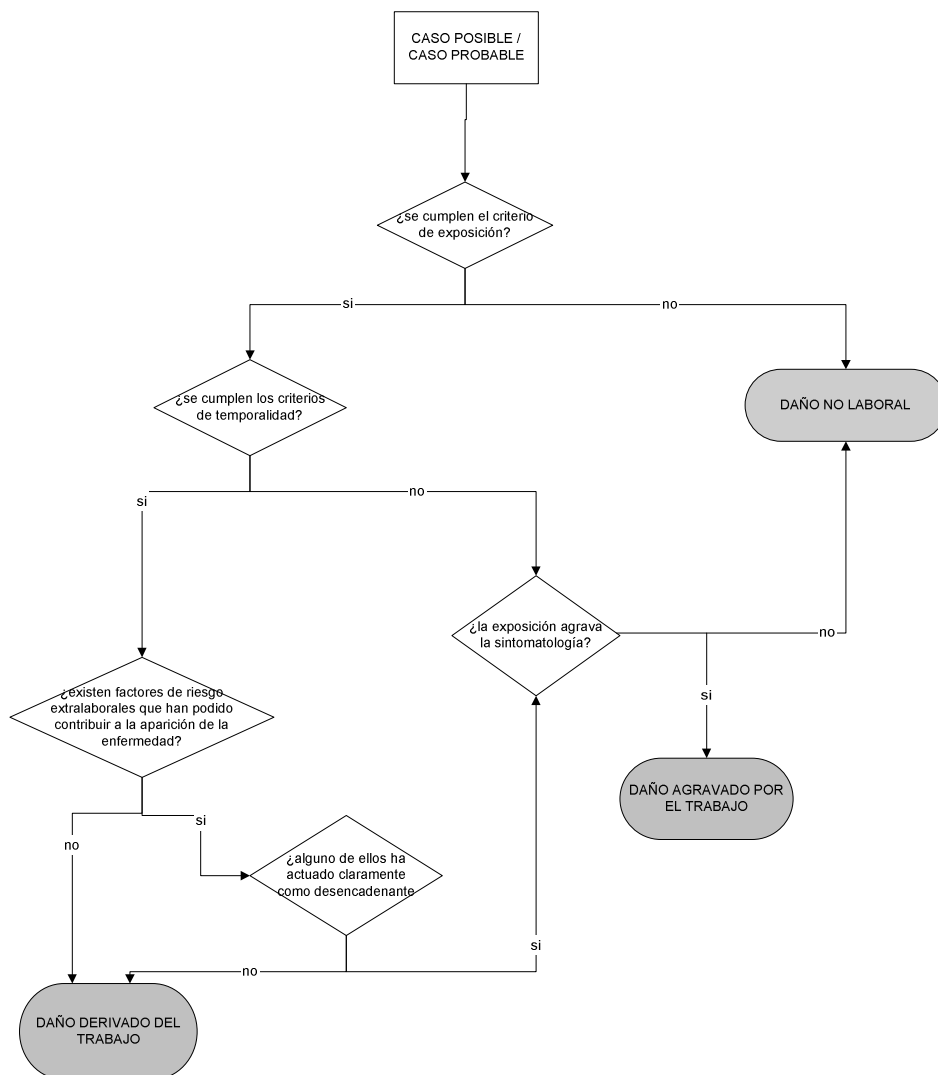 CASO POSIBLE /
CASO PROBABLE
¿se cumplen el criterio
de exposición?
si
no
¿se cumplen los criterios
de temporalidad?
DAÑO NO LABORAL
si
no
¿la exposición agrava
la sintomatología?
no
si
¿existen factores de riesgo
extralaborales que han podido
contribuir a la aparición de la
enfermedad?
DAÑO AGRAVADO POR
EL TRABAJO
no
si
¿alguno de ellos ha
actuado claramente
como desencadenante
si
no
DAÑO DERIVADO DEL
TRABAJO